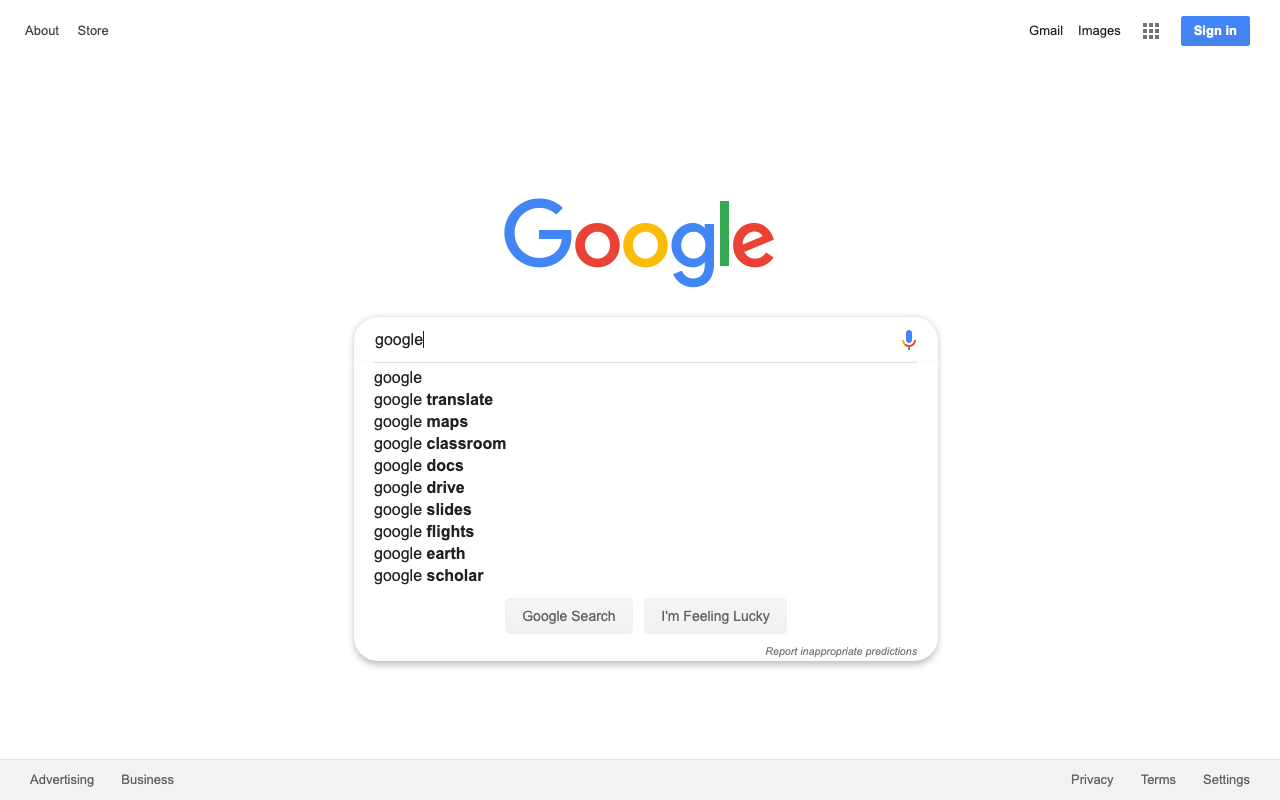 About Store Gmail Images Sign in
Google
google
google
google translate
google maps
google classroom
google docs
google drive
google slides
google flights
google earth
google scholar
Google Search I'm Feeling Lucky
Report inappropriate predictions
Advertising Business Privacy Terms Settings